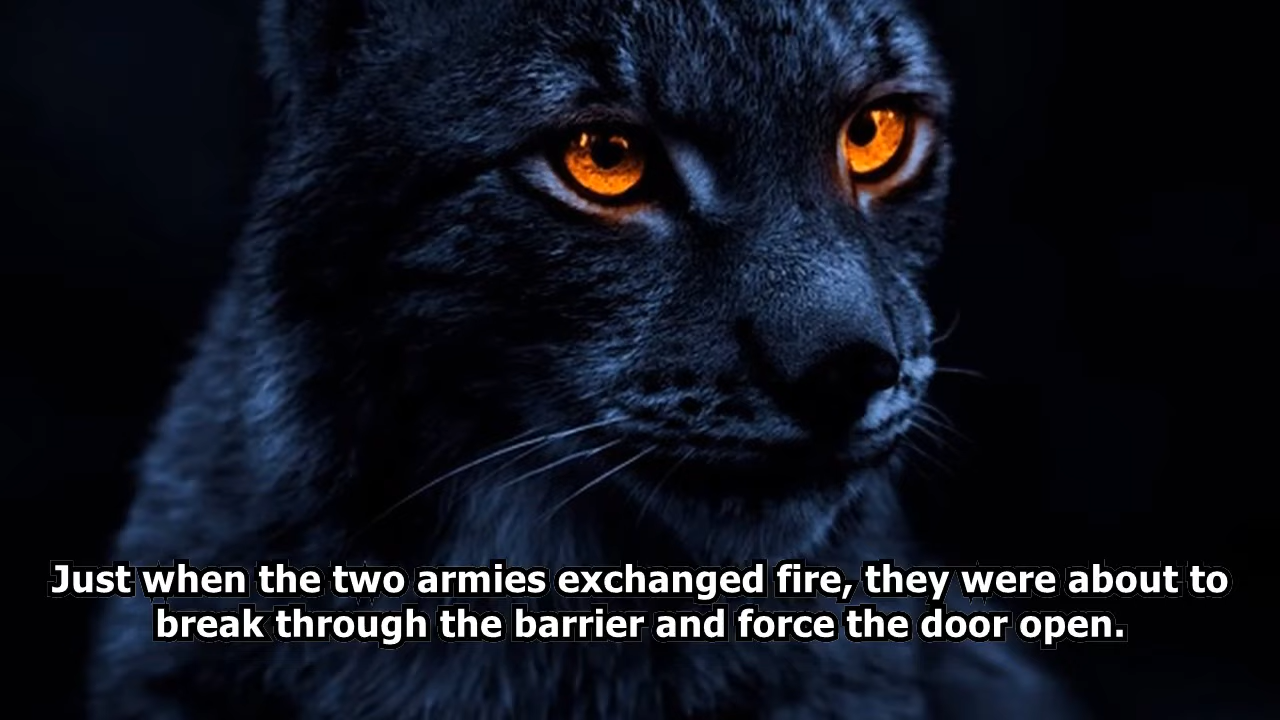 Just when the two armies exchanged fire, they were about to
break through the barrier and force the door open.